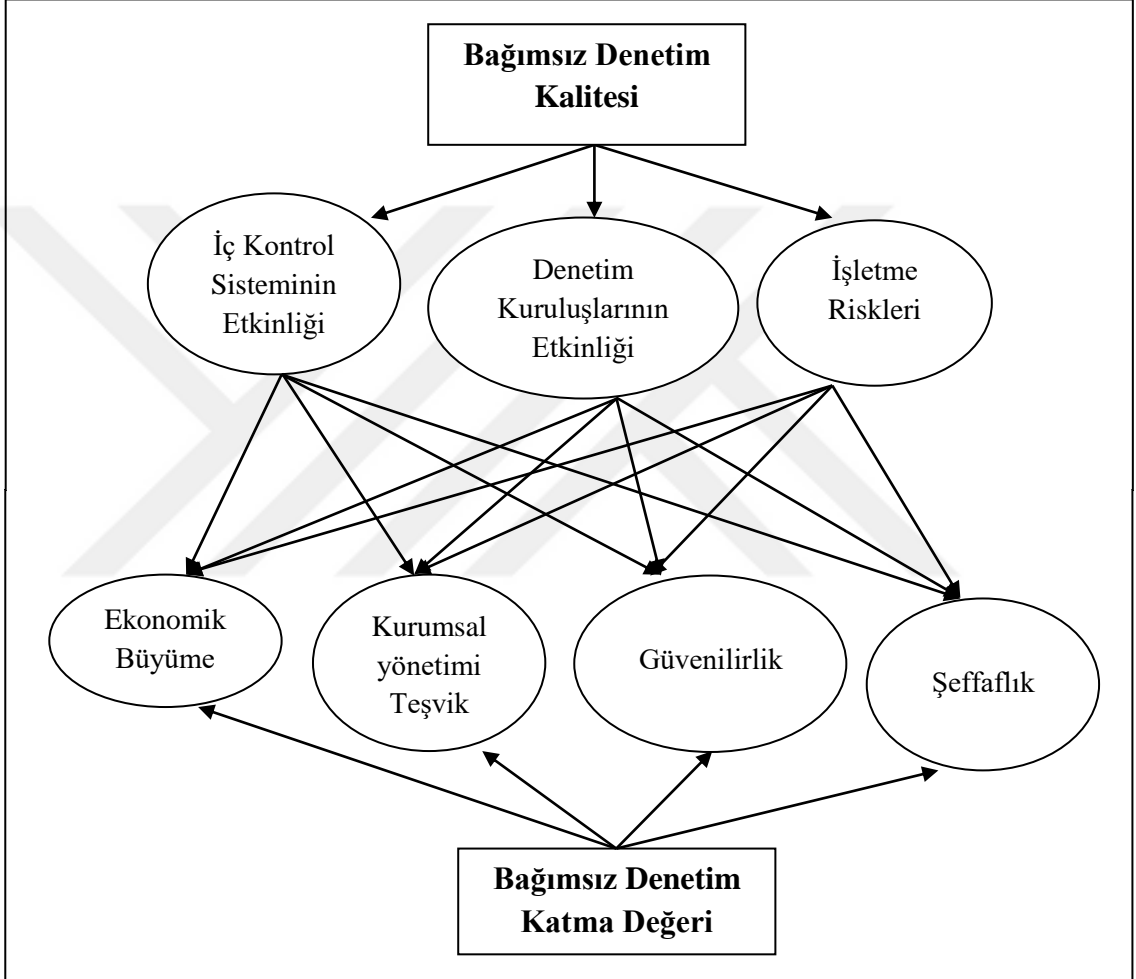 Bağımsız Denetim
Kalitesi
İç Kontrol
Sisteminin
Etkinliği
Denetim
Kuruluşlarının
Etkinliği
İşletme
Riskleri
Ekonomik
Büyüme
Kurumsal
yönetimi
Teşvik
Güvenilirlik
Şeffaflık
Bağımsız Denetim
Katma Değeri